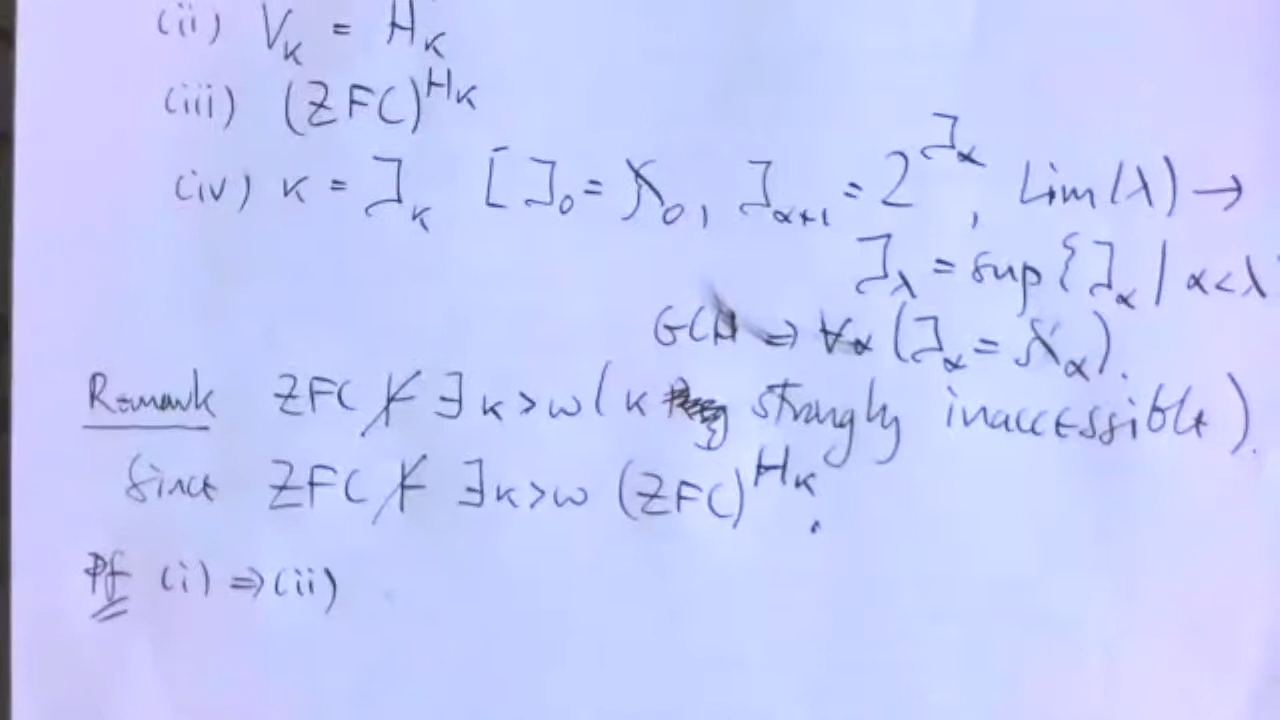 (ii) V_κ = H_κ
(iii) (ZFC)^{H_κ}
(iv) κ = ℶ_κ [ℶ_0 = ℵ_0, ℶ_{α+1} = 2^{ℶ_α}, Lim(λ) →
ℶ_λ = sup{ℶ_α | α<λ
GCH ⇒ ∀α (ℶ_α = ℵ_α).
Remark ZFC ⊬ ∃κ>ω (κ strongly inaccessible).
Since ZFC ⊬ ∃κ>ω (ZFC)^{H_κ}.
Pf (i) ⇒ (ii)